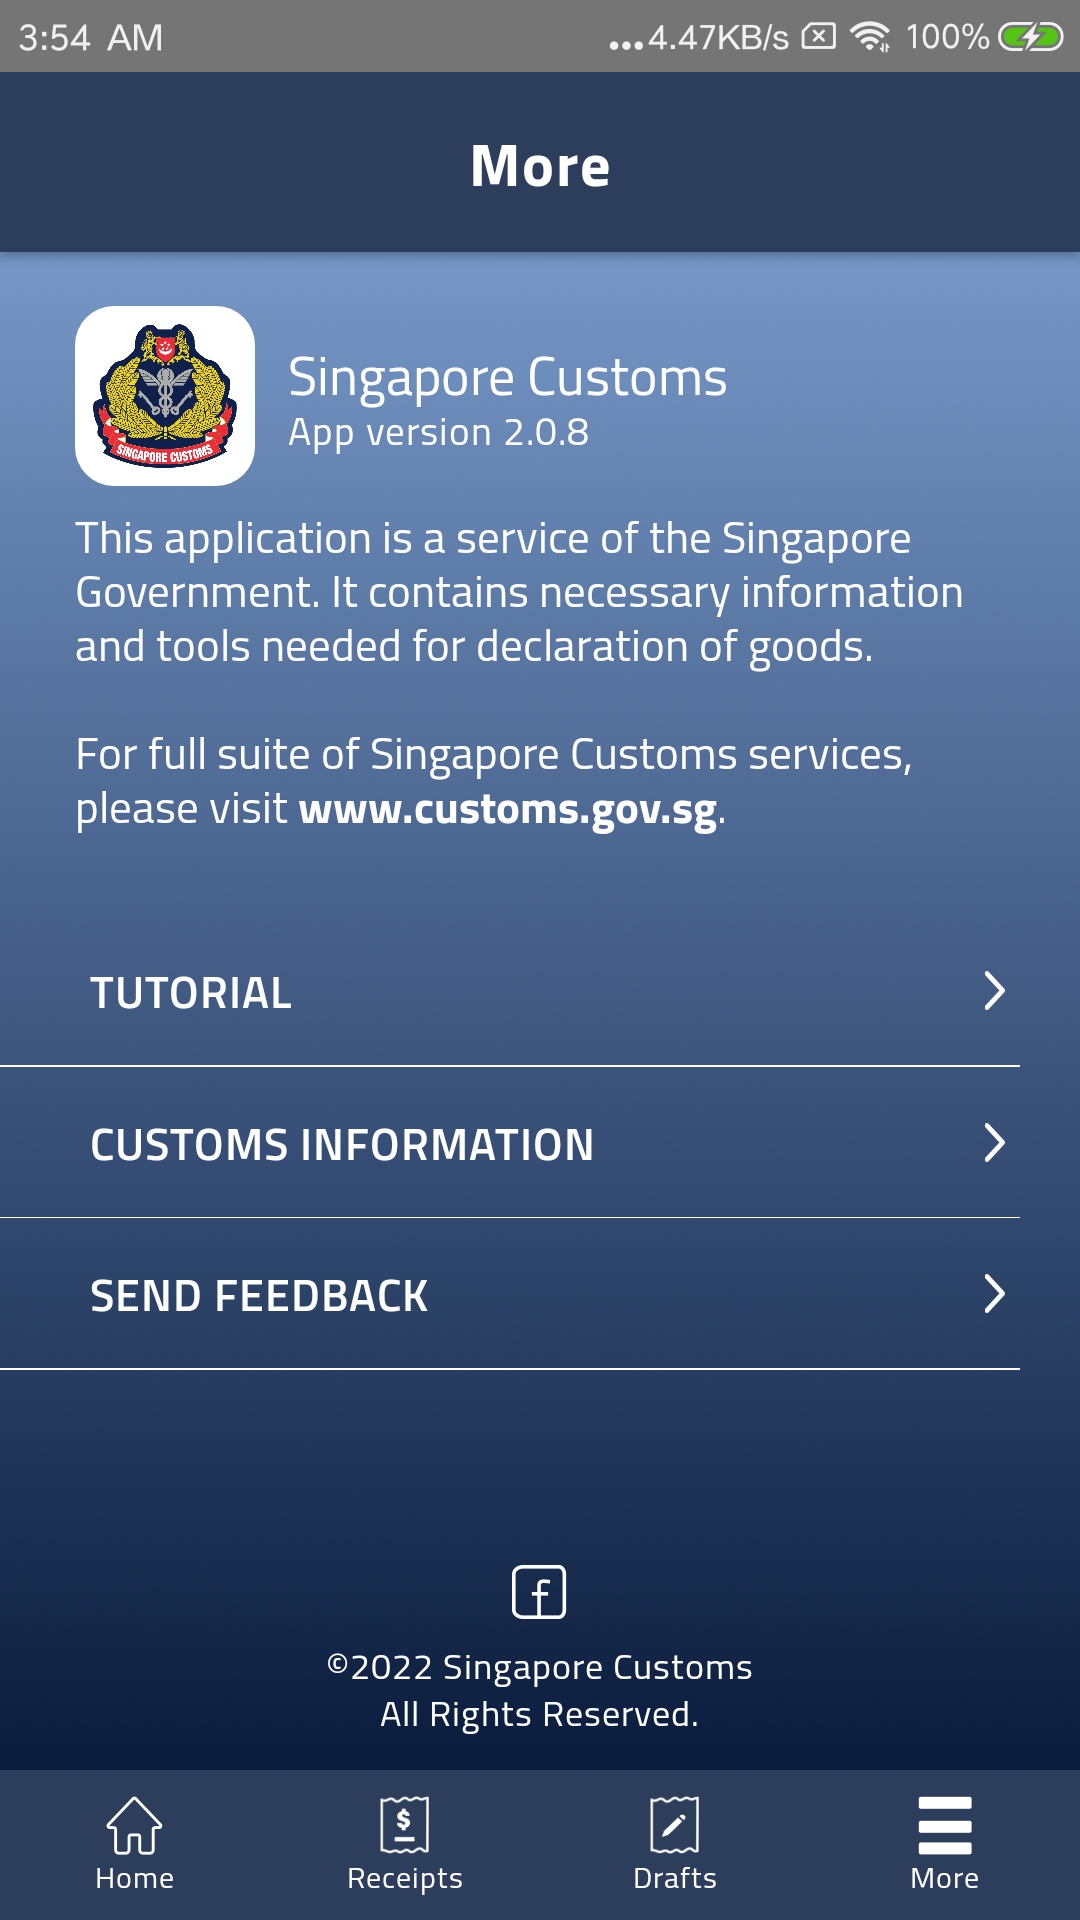 3:54 AM
...4.47KB/s 100%
More
SINGAPORE CUSTOMS
Singapore Customs
App version 2.0.8
This application is a service of the Singapore
Government. It contains necessary information
and tools needed for declaration of goods.
For full suite of Singapore Customs services,
please visit www.customs.gov.sg.
TUTORIAL
CUSTOMS INFORMATION
SEND FEEDBACK
f
©2022 Singapore Customs
All Rights Reserved.
$
Home Receipts Drafts More